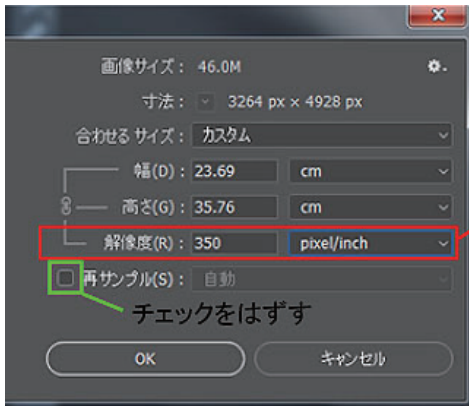 画像サイズ： 46.0M
寸法： 3264 px × 4928 px
合わせる サイズ： カスタム
幅(D)： 23.69 cm
高さ(G)： 35.76 cm
解像度(R)： 350 pixel/inch
再サンプル(S)： 自動
チェックをはずす
OK キャンセル